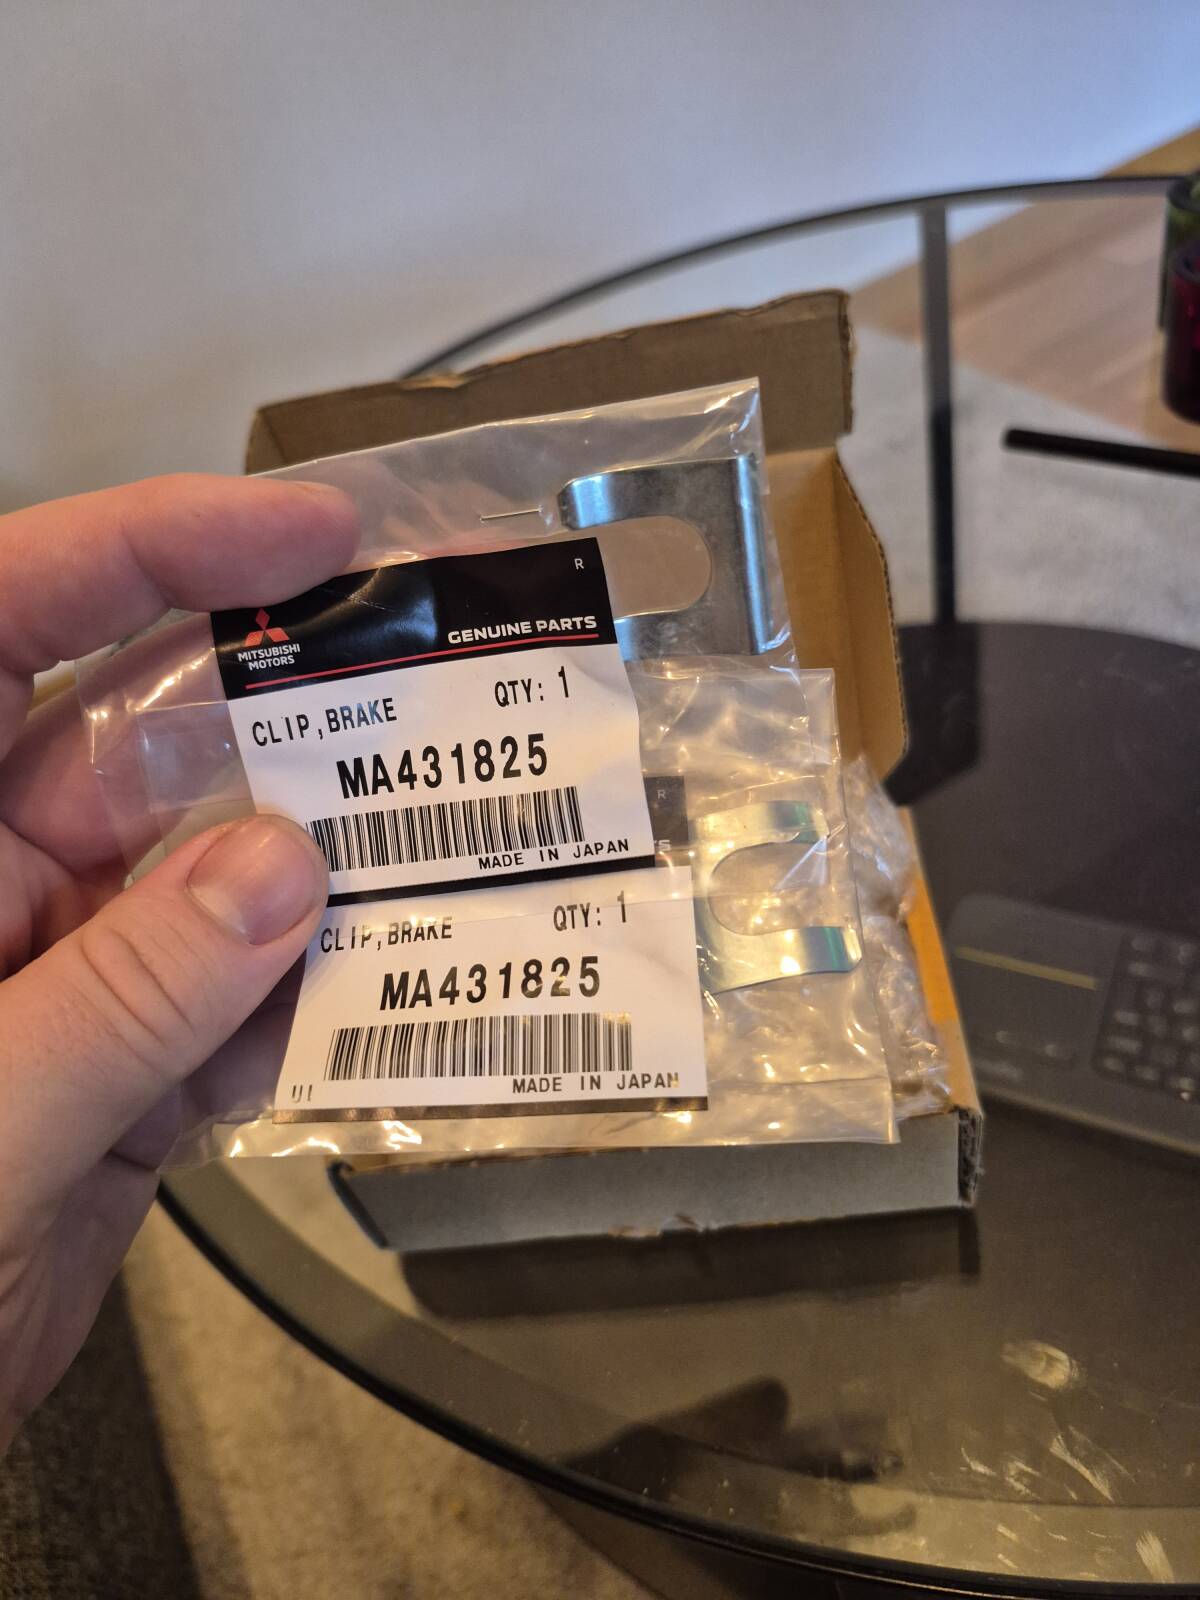 R
MITSUBISHI
MOTORS
GENUINE PARTS
CLIP,BRAKE QTY: 1
MA431825
MADE IN JAPAN
R
TS
CLIP,BRAKE QTY: 1
MA431825
MADE IN JAPAN